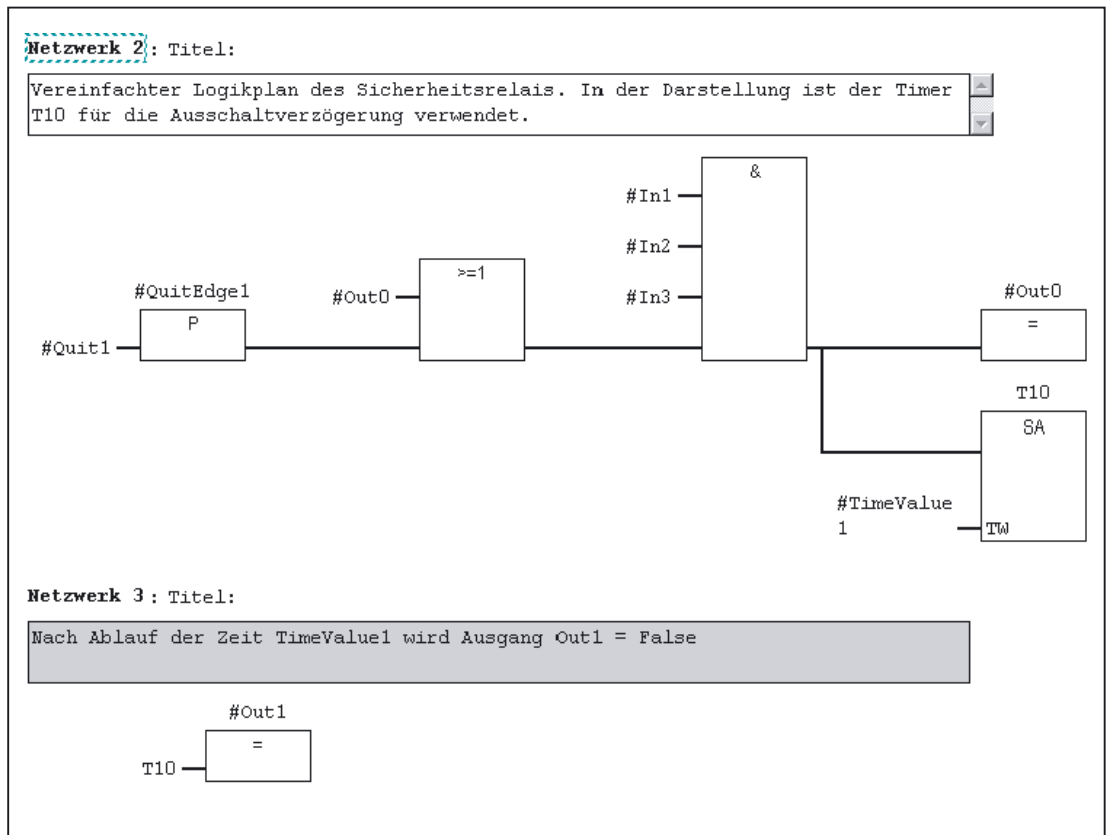 Netzwerk 2: Titel:
Vereinfachter Logikplan des Sicherheitsrelais. In der Darstellung ist der Timer
T10 für die Ausschaltverzögerung verwendet.
&
#In1
#In2
#In3
>=1
#Out0
#QuitEdge1
P
#Quit1
#Out0
=
T10
SA
#TimeValue
1
TW
Netzwerk 3: Titel:
Nach Ablauf der Zeit TimeValue1 wird Ausgang Out1 = False
#Out1
=
T10